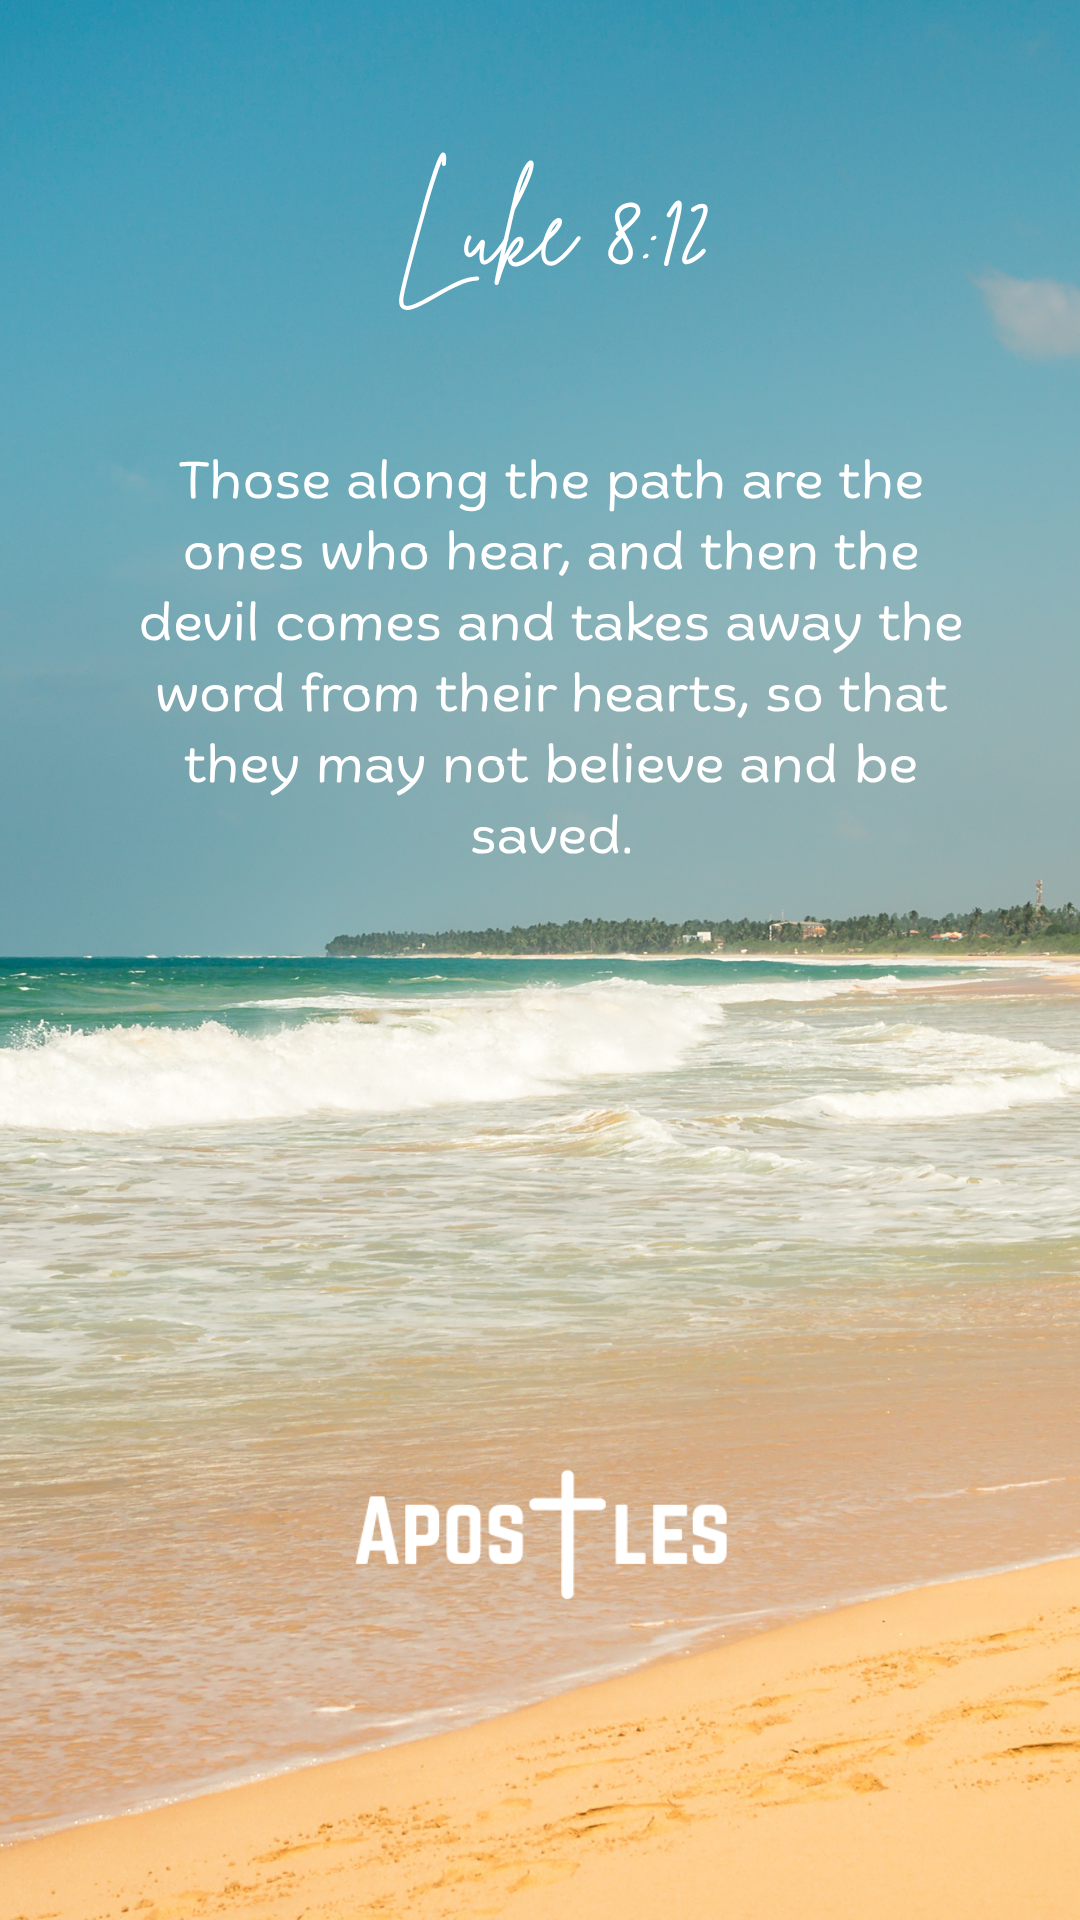 Luke 8:12
Those along the path are the
ones who hear, and then the
devil comes and takes away the
word from their hearts, so that
they may not believe and be
saved.
APOSTLES